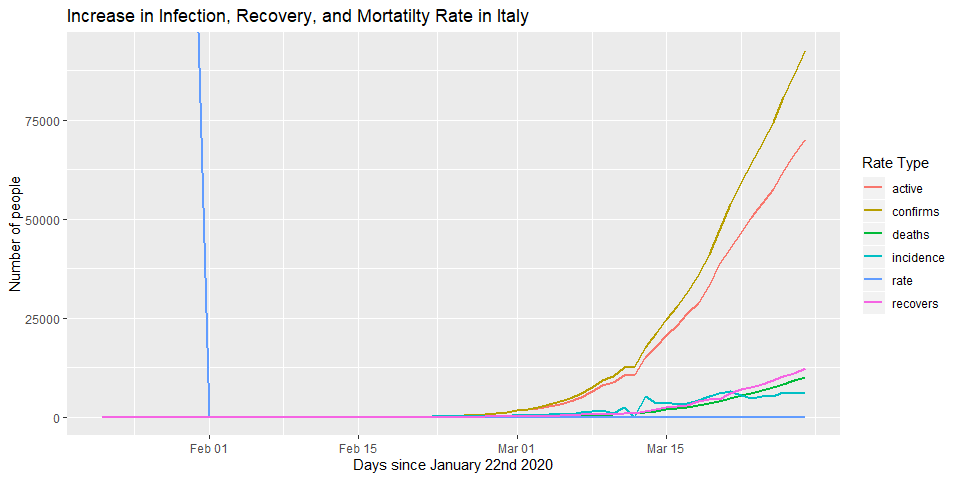 Increase in Infection, Recovery, and Mortatilty Rate in Italy
Number of people
75000
50000
25000
0
Feb 01
Feb 15
Mar 01
Mar 15
Days since January 22nd 2020
Rate Type
active
confirms
deaths
incidence
rate
recovers